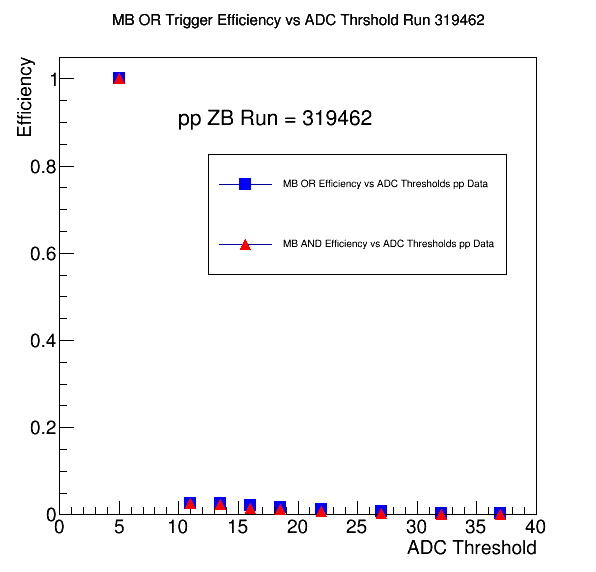 MB OR Trigger Efficiency vs ADC Thrshold Run 319462
Efficiency
1
0.8
0.6
0.4
0.2
0
pp ZB Run = 319462
MB OR Efficiency vs ADC Thresholds pp Data
MB AND Efficiency vs ADC Thresholds pp Data
0 5 10 15 20 25 30 35 40
ADC Threshold